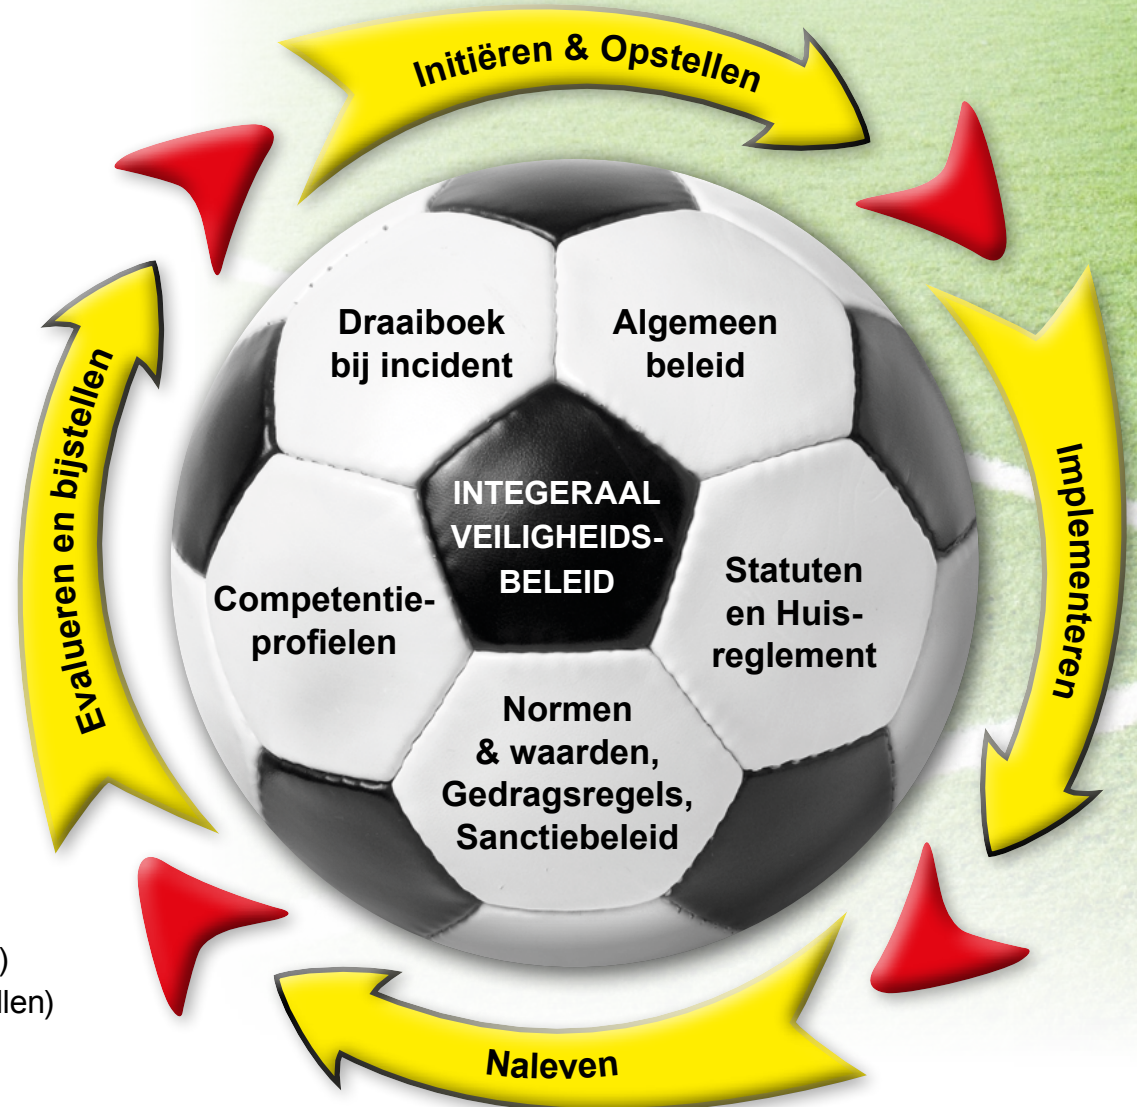 Initiëren & Opstellen
Draaiboek
bij incident
Algemeen
beleid
Implementeren
Evalueren en bijstellen
INTEGERAAL
VEILIGHEIDS-
BELEID
Competentie-
profielen
Statuten
en Huis-
reglement
Normen
& waarden,
Gedragsregels,
Sanctiebeleid
)
llen)
Naleven